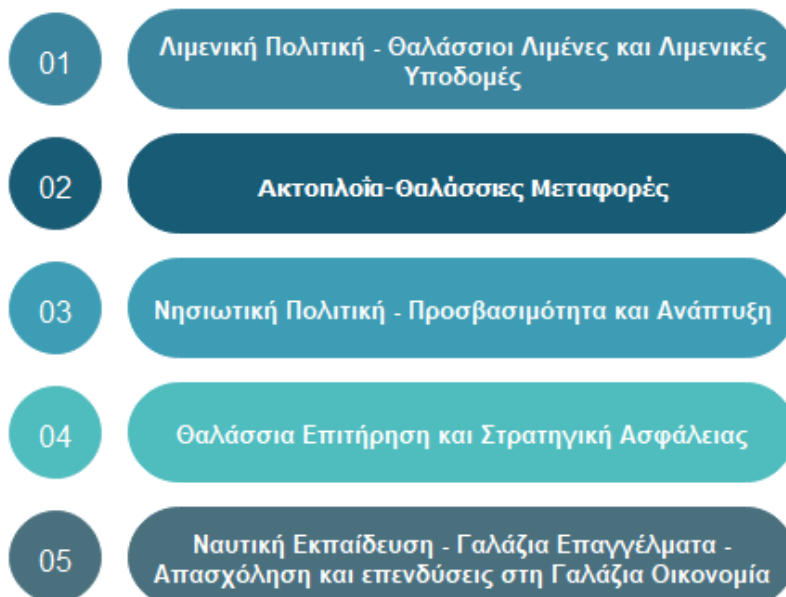 01
Λιμενική Πολιτική - Θαλάσσιοι Λιμένες και Λιμενικές
Υποδομές
02
Ακτοπλοΐα-Θαλάσσιες Μεταφορές
03
Νησιωτική Πολιτική - Προσβασιμότητα και Ανάπτυξη
04
Θαλάσσια Επιτήρηση και Στρατηγική Ασφάλειας
05
Ναυτική Εκπαίδευση - Γαλάζια Επαγγέλματα -
Απασχόληση και επενδύσεις στη Γαλάζια Οικονομία